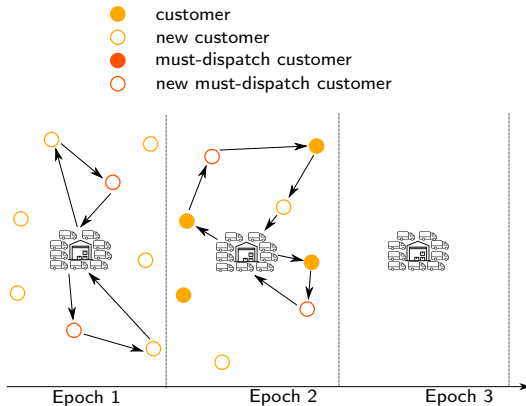 customer
new customer
must-dispatch customer
new must-dispatch customer
Epoch 1
Epoch 2
Epoch 3